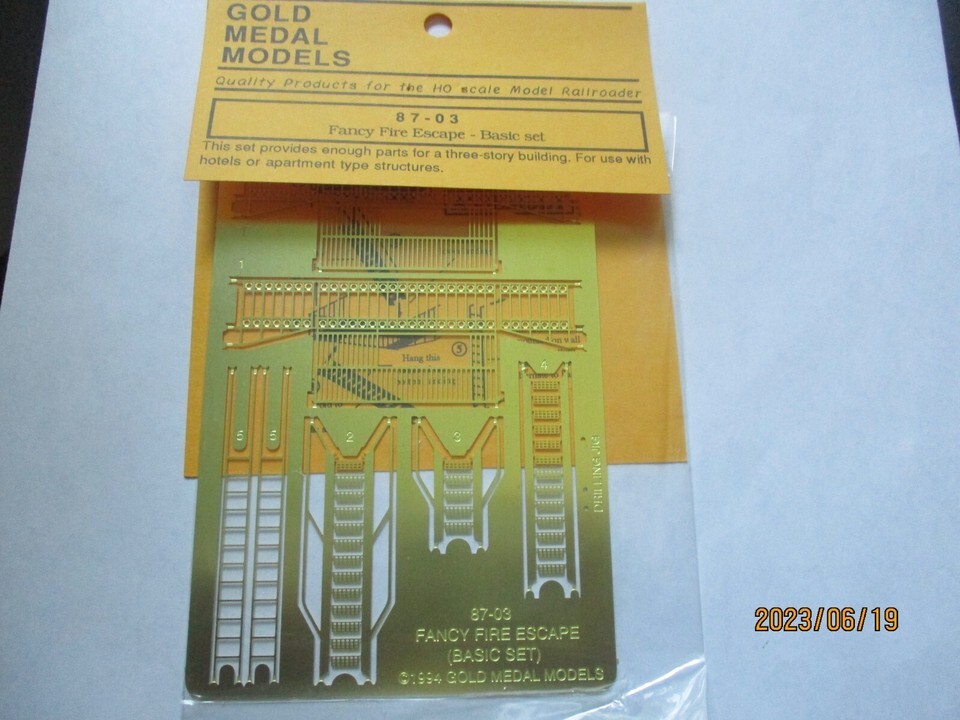 GOLD
MEDAL
MODELS
Quality Products for the HO scale Model Railroader
87-03
Fancy Fire Escape - Basic set
This set provides enough parts for a three-story building. For use with
hotels or apartment type structures.
1
wall
Hang this
5
4
5 6 2 3
DRILLING JIG
87-03
FANCY FIRE ESCAPE
(BASIC SET)
©1994 GOLD MEDAL MODELS
2023/06/19